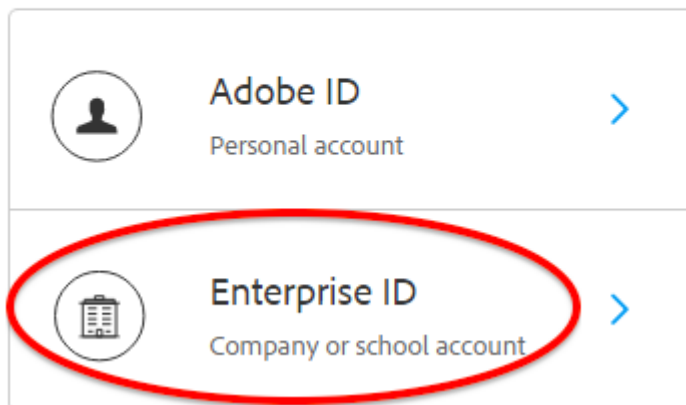 Adobe ID
Personal account
Enterprise ID
Company or school account